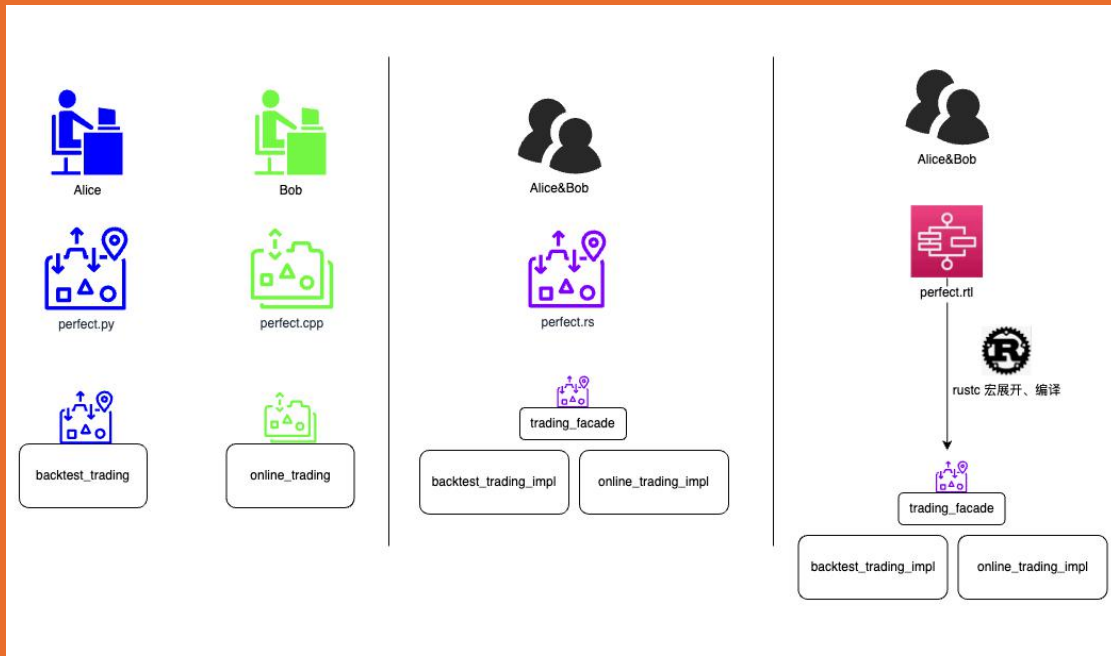 Alice
Bob
perfect.py
perfect.cpp
backtest_trading
online_trading
Alice&Bob
perfect.rs
trading_facade
backtest_trading_impl
online_trading_impl
Alice&Bob
perfect.rtl
R
rustc 宏展开、编译
trading_facade
backtest_trading_impl
online_trading_impl